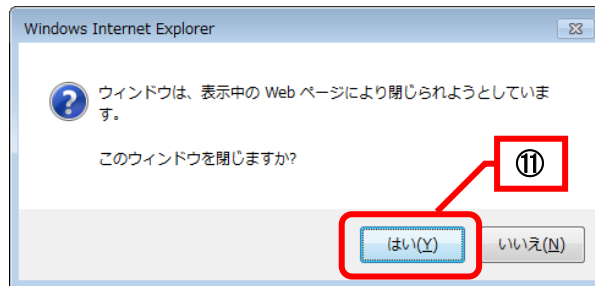 Windows Internet Explorer
ウィンドウは、表示中の Web ページにより閉じられようとしていま
す。
このウィンドウを閉じますか?
⑪
はい(Y)
いいえ(N)